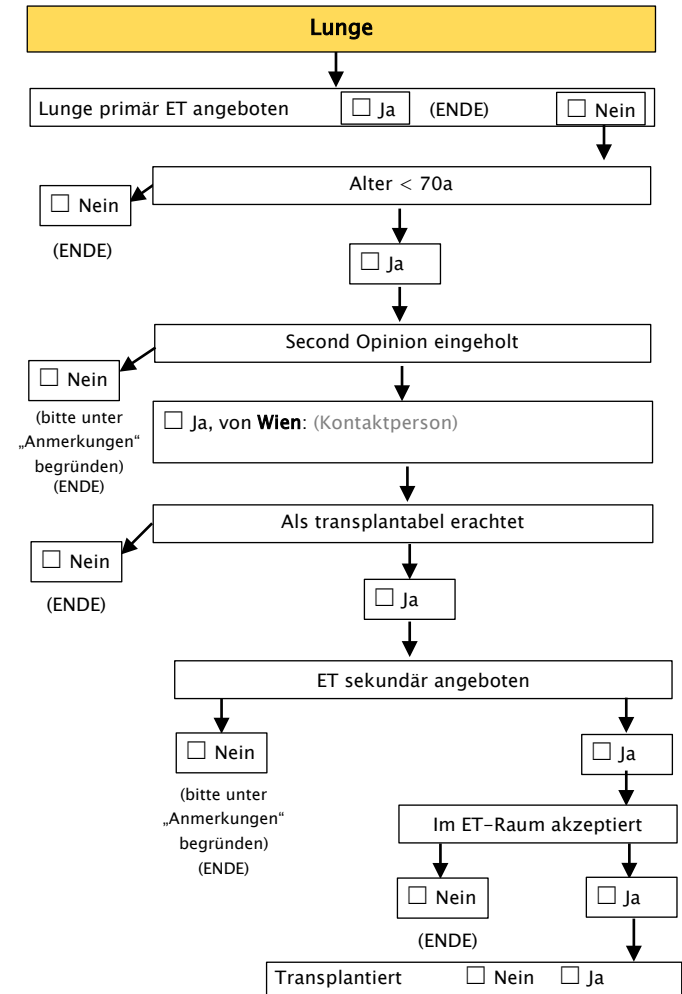 Lunge
Lunge primär ET angeboten ☐ Ja (ENDE) ☐ Nein
Alter < 70a
☐ Nein
(ENDE)
☐ Ja
Second Opinion eingeholt
☐ Nein
(bitte unter
„Anmerkungen“
begründen)
(ENDE)
☐ Ja, von Wien: (Kontaktperson)
Als transplantabel erachtet
☐ Nein
(ENDE)
☐ Ja
ET sekundär angeboten
☐ Nein
(bitte unter
„Anmerkungen“
begründen)
(ENDE)
☐ Ja
Im ET-Raum akzeptiert
☐ Nein
(ENDE)
☐ Ja
Transplantiert ☐ Nein ☐ Ja